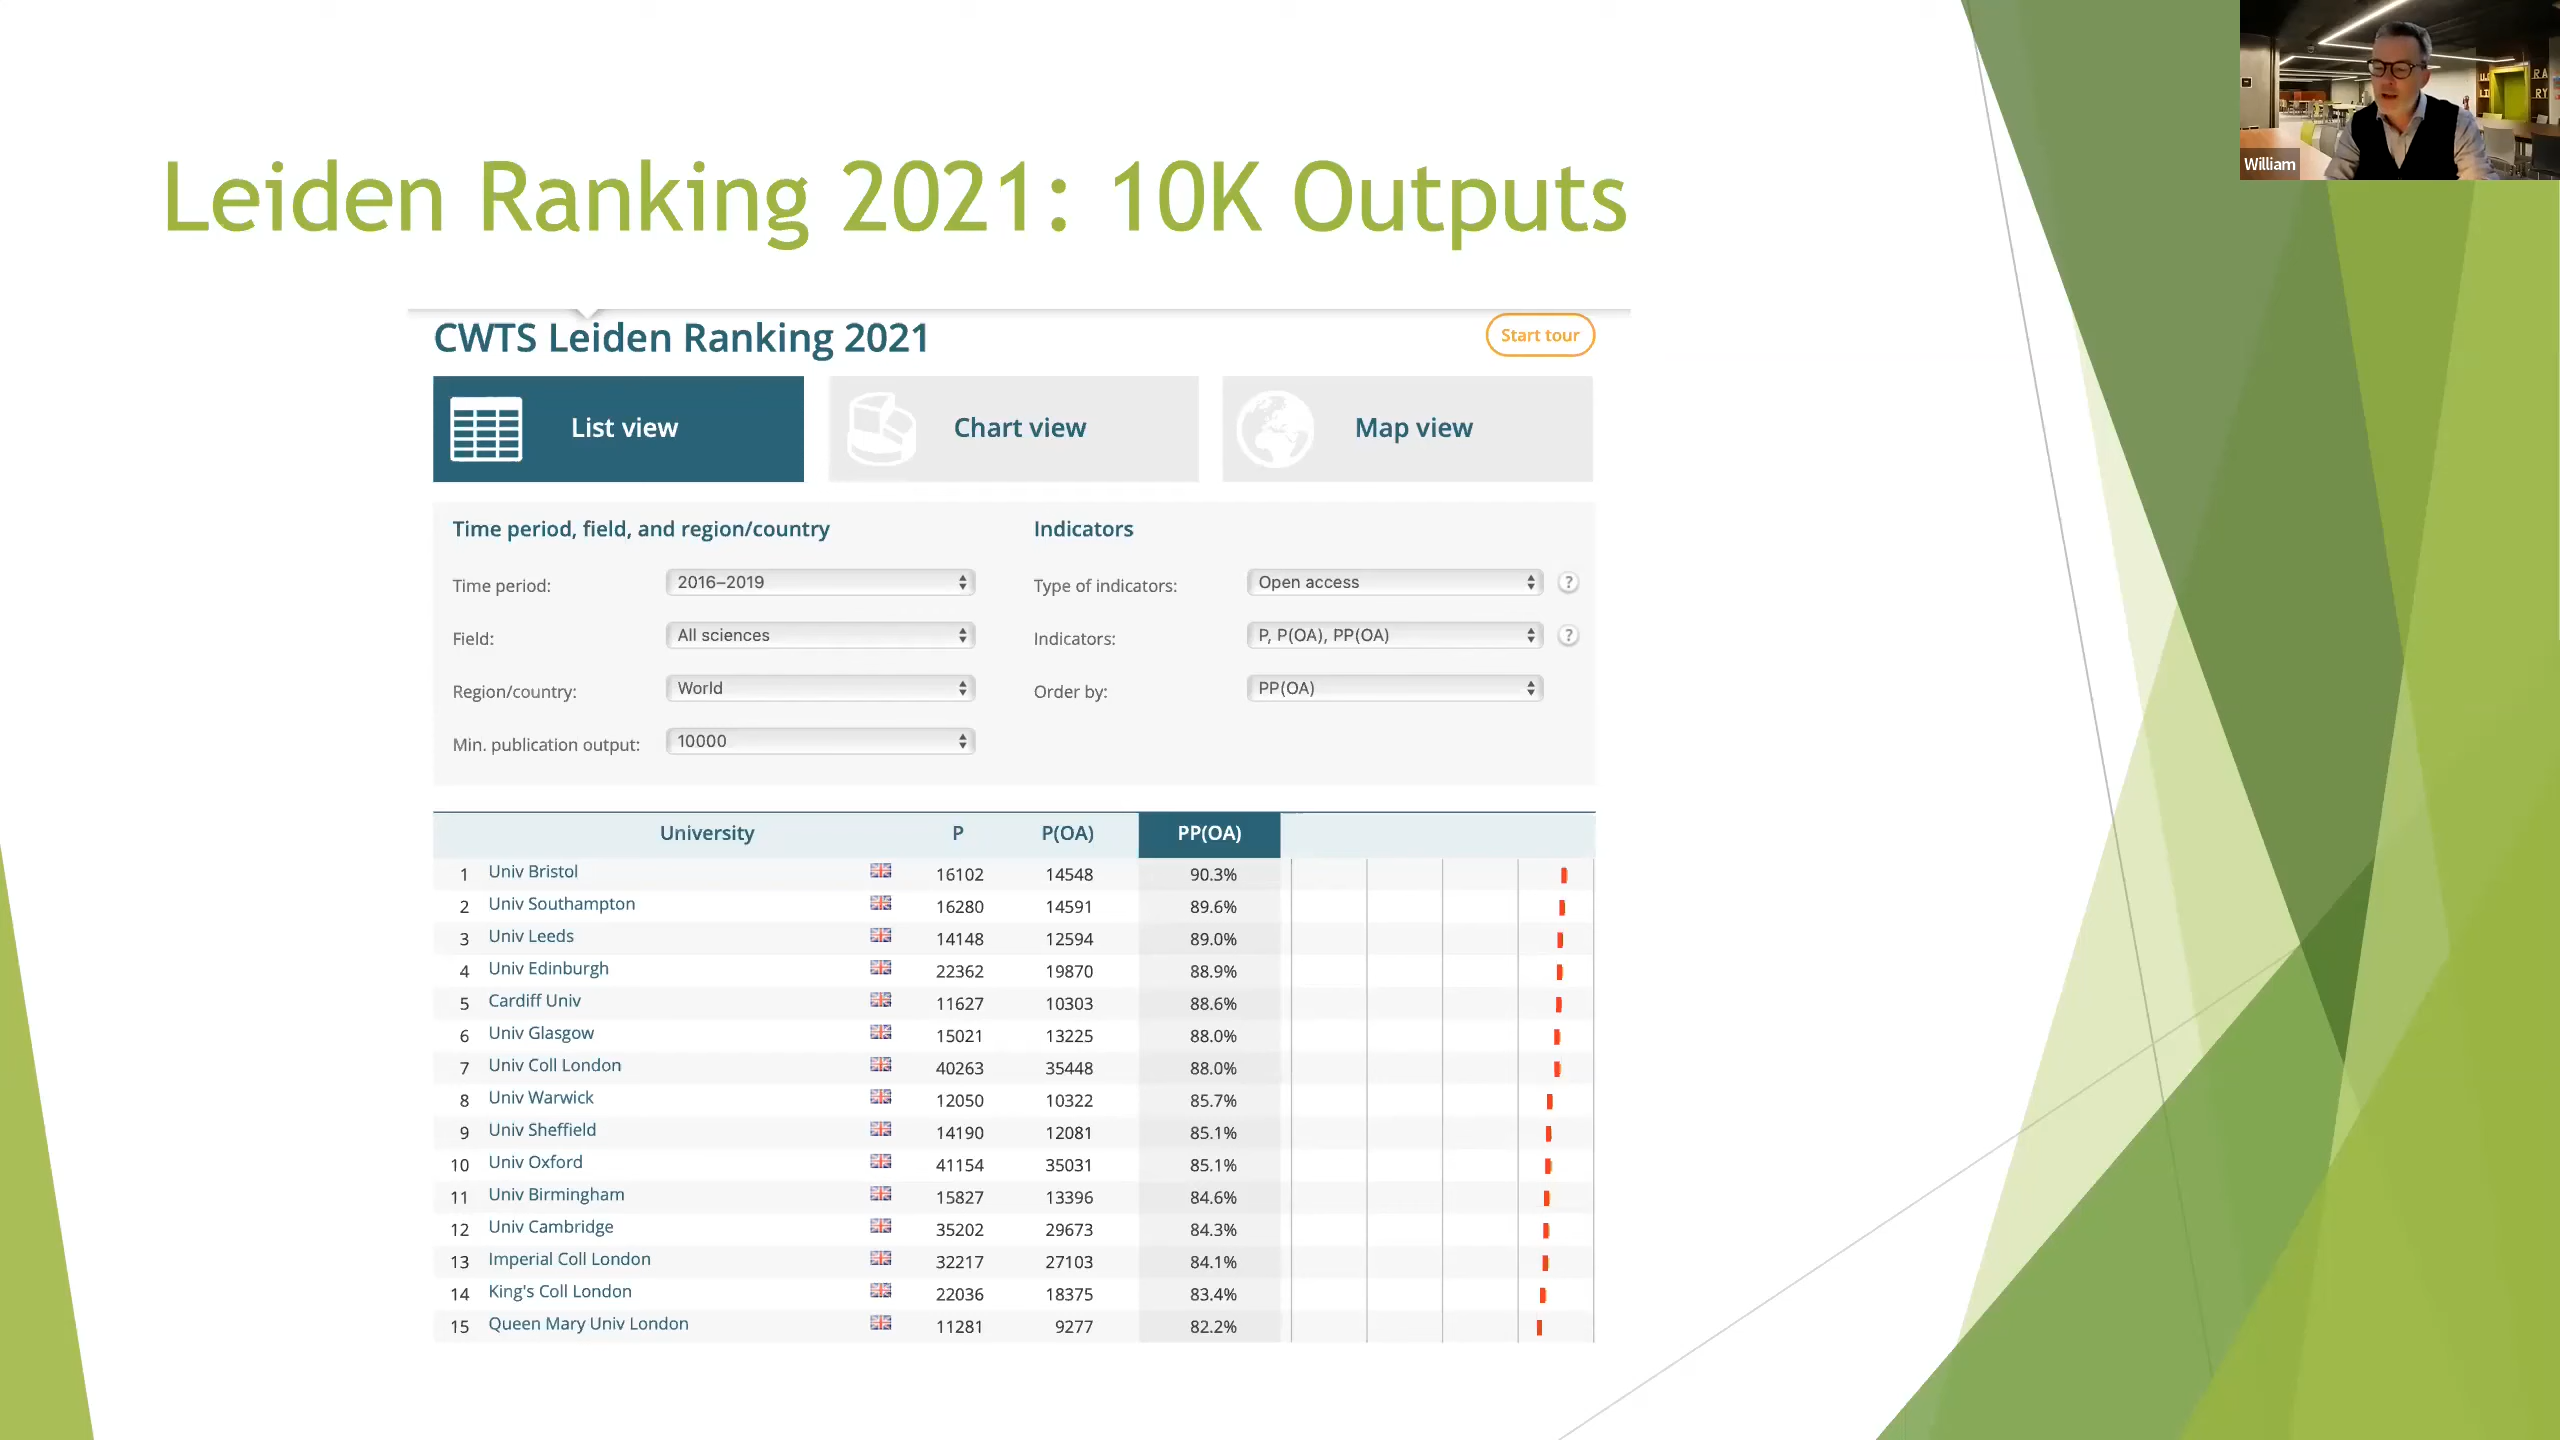 Leiden Ranking 2021: 10K Outputs
William
CWTS Leiden Ranking 2021
Start tour
List view
Chart view
Map view
Time period, field, and region/country
Indicators
Time period: 2016–2019
Type of indicators: Open access ?
Field: All sciences
Indicators: P, P(OA), PP(OA) ?
Region/country: World
Order by: PP(OA)
Min. publication output: 10000
University P P(OA) PP(OA)
1 Univ Bristol 16102 14548 90.3%
2 Univ Southampton 16280 14591 89.6%
3 Univ Leeds 14148 12594 89.0%
4 Univ Edinburgh 22362 19870 88.9%
5 Cardiff Univ 11627 10303 88.6%
6 Univ Glasgow 15021 13225 88.0%
7 Univ Coll London 40263 35448 88.0%
8 Univ Warwick 12050 10322 85.7%
9 Univ Sheffield 14190 12081 85.1%
10 Univ Oxford 41154 35031 85.1%
11 Univ Birmingham 15827 13396 84.6%
12 Univ Cambridge 35202 29673 84.3%
13 Imperial Coll London 32217 27103 84.1%
14 King's Coll London 22036 18375 83.4%
15 Queen Mary Univ London 11281 9277 82.2%